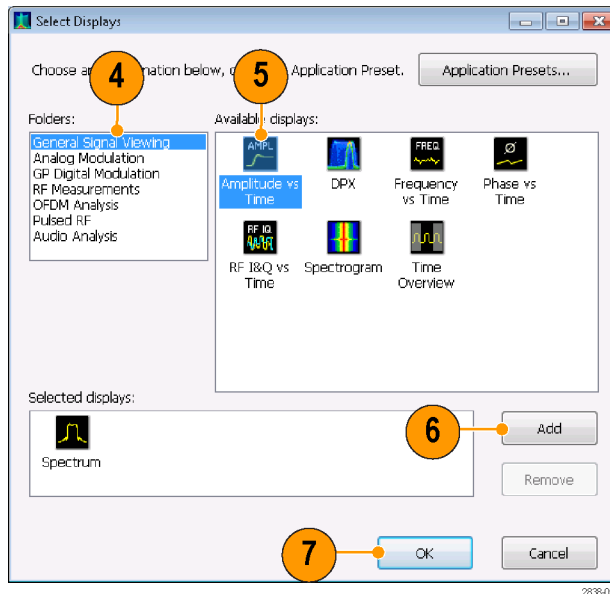 Select Displays
Choose an nation below, o Application Preset.
Application Presets...
4
5
Folders:
Available displays:
General Signal Viewing
Analog Modulation
GP Digital Modulation
RF Measurements
OFDM Analysis
Pulsed RF
Audio Analysis
AMPL
FREQ
Ø
Amplitude vs
Time
DPX
Frequency
vs Time
Phase vs
Time
RF IQ
RF I&Q vs
Time
Spectrogram
Time
Overview
Selected displays:
Spectrum
6
Add
Remove
7
OK
Cancel